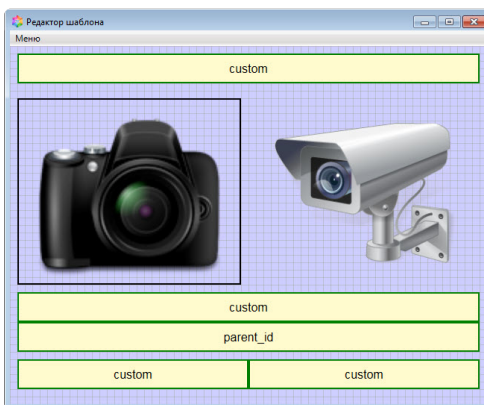 Редактор шаблона
Меню
custom
custom
parent_id
custom custom